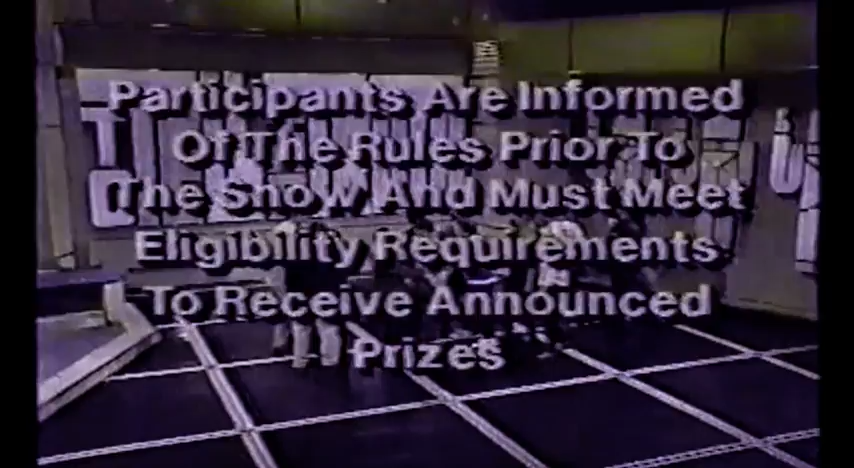 Participants Are Informed
Of The Rules Prior To
The Show And Must Meet
Eligibility Requirements
To Receive Announced
Prizes